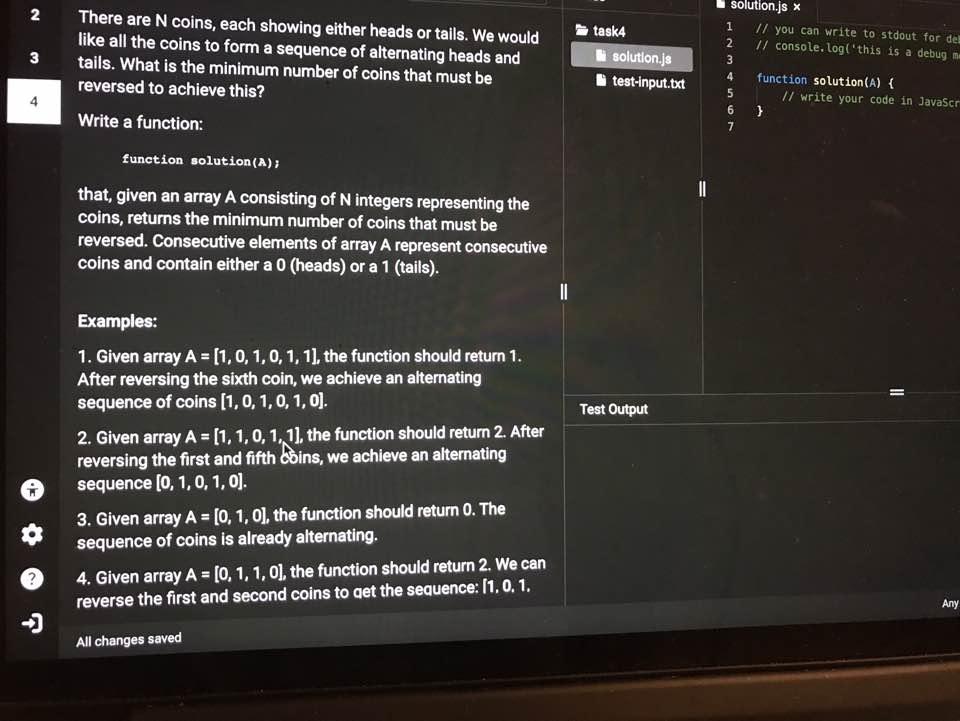 2
3
4
There are N coins, each showing either heads or tails. We would
like all the coins to form a sequence of alternating heads and
tails. What is the minimum number of coins that must be
reversed to achieve this?
Write a function:
function solution(A);
that, given an array A consisting of N integers representing the
coins, returns the minimum number of coins that must be
reversed. Consecutive elements of array A represent consecutive
coins and contain either a 0 (heads) or a 1 (tails).
Examples:
1. Given array A = [1, 0, 1, 0, 1, 1], the function should return 1.
After reversing the sixth coin, we achieve an alternating
sequence of coins [1, 0, 1, 0, 1, 0].
2. Given array A = [1, 1, 0, 1, 1], the function should return 2. After
reversing the first and fifth coins, we achieve an alternating
sequence [0, 1, 0, 1, 0].
3. Given array A = [0, 1, 0], the function should return 0. The
sequence of coins is already alternating.
4. Given array A = [0, 1, 1, 0], the function should return 2. We can
reverse the first and second coins to get the sequence: [1, 0, 1,
?
All changes saved
task4
solution.js
test-input.txt
solution.js ×
1 // you can write to stdout for deb
2 // console.log('this is a debug m
3
4 function solution(A) {
5 // write your code in JavaScr
6 }
7
Test Output
Any